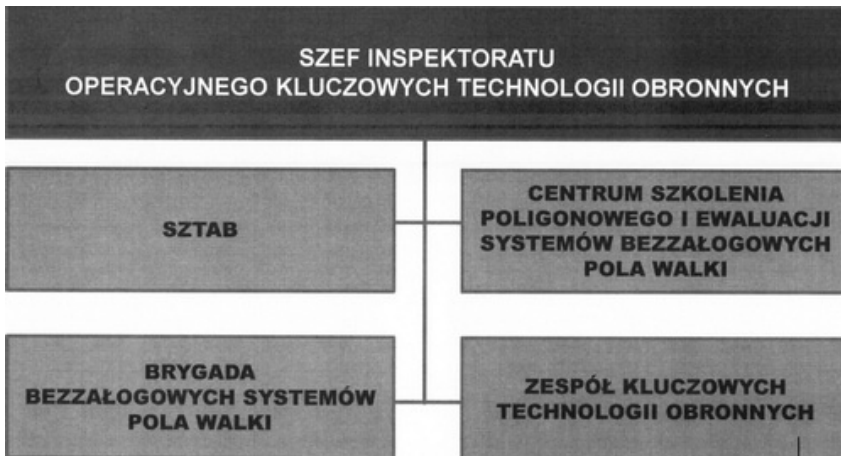 SZEF INSPEKTORATU
OPERACYJNEGO KLUCZOWYCH TECHNOLOGII OBRONNYCH
SZTAB
CENTRUM SZKOLENIA
POLIGONOWEGO I EWALUACJI
SYSTEMÓW BEZZAŁOGOWYCH
POLA WALKI
BRYGADA
BEZZAŁOGOWYCH SYSTEMÓW
POLA WALKI
ZESPÓŁ KLUCZOWYCH
TECHNOLOGII OBRONNYCH